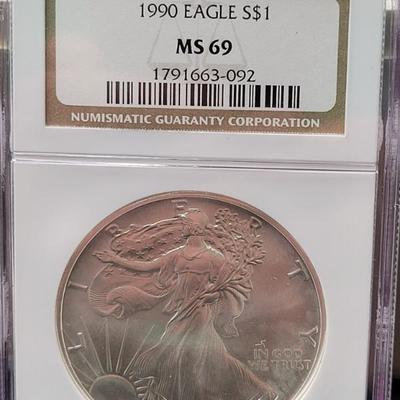 1990 EAGLE S$1
MS 69
1791663-092
NUMISMATIC GUARANTY CORPORATION
LIBERTY
IN GOD
WE TRUST